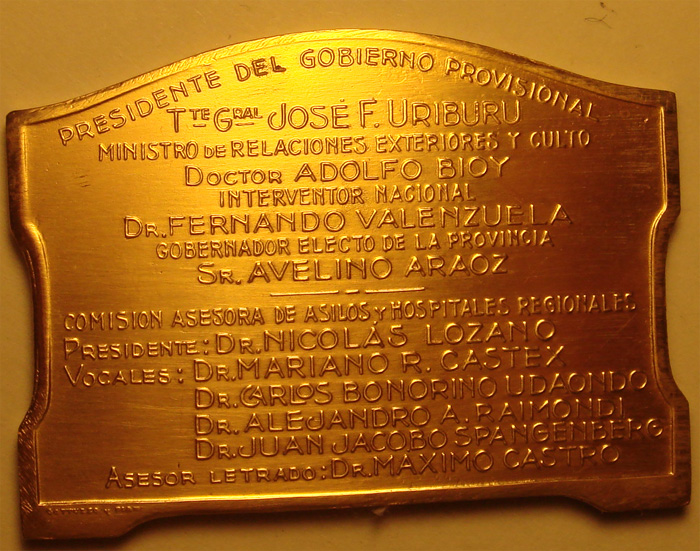 PRESIDENTE DEL GOBIERNO PROVISIONAL
TTE GRAL JOSÉ F. URIBURU
MINISTRO DE RELACIONES EXTERIORES Y CULTO
DOCTOR ADOLFO BIOY
INTERVENTOR NACIONAL
DR. FERNANDO VALENZUELA
GOBERNADOR ELECTO DE LA PROVINCIA
SR. AVELINO ARAOZ
COMISION ASESORA DE ASILOS Y HOSPITALES REGIONALES
PRESIDENTE: DR. NICOLÁS LOZANO
VOCALES: DR. MARIANO R. CASTEX
DR. CARLOS BONORINO UDAONDO
DR. ALEJANDRO A. RAIMONDI
DR. JUAN JACOBO SPANGENBERG
ASESOR LETRADO: DR. MAXIMO CASTRO